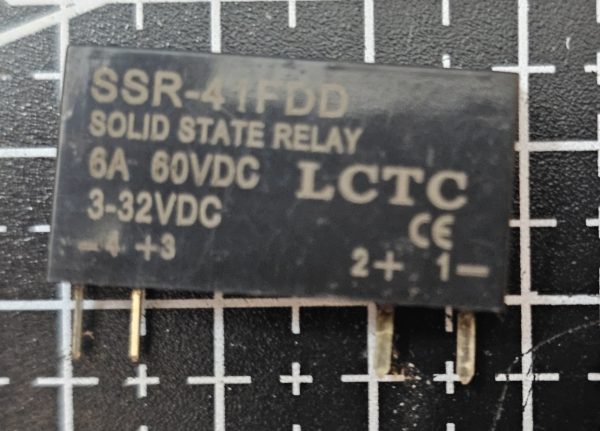 SSR-41FDD
SOLID STATE RELAY
6A 60VDC LCTC
3-32VDC
CE
-4 +3 2+ 1-